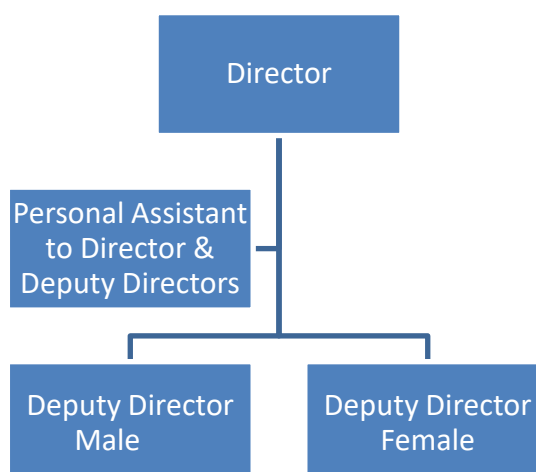 Director
Personal Assistant
to Director &
Deputy Directors
Deputy Director
Male
Deputy Director
Female